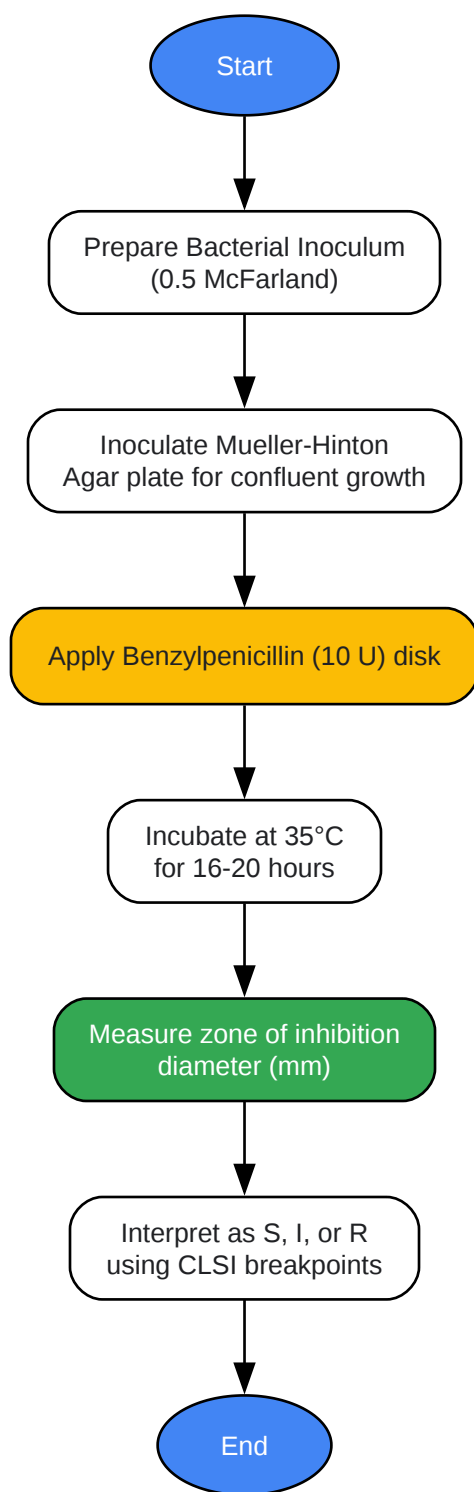 Start
Prepare Bacterial Inoculum
(0.5 McFarland)
Inoculate Mueller-Hinton
Agar plate for confluent growth
Apply Benzylpenicillin (10 U) disk
Incubate at 35°C
for 16-20 hours
Measure zone of inhibition
diameter (mm)
Interpret as S, I, or R
using CLSI breakpoints
End